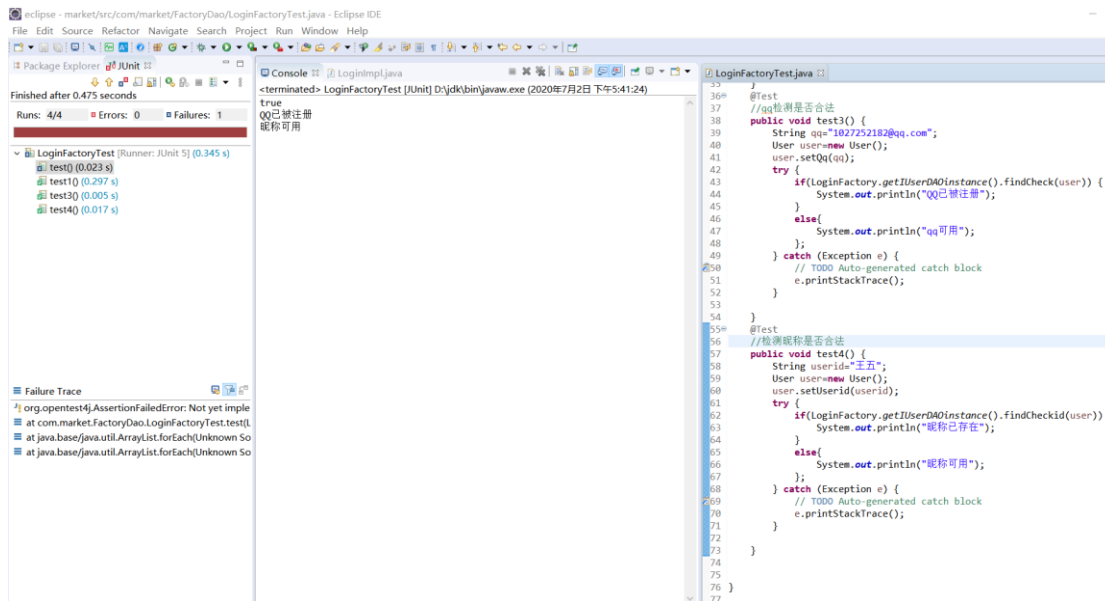 eclipse - market/src/com/market/FactoryDao/LoginFactoryTest.java - Eclipse IDE
File Edit Source Refactor Navigate Search Project Run Window Help
Package Explorer JUnit
Finished after 0.475 seconds
Runs: 4/4 Errors: 0 Failures: 1
LoginFactoryTest [Runner: JUnit 5] (0.345 s)
test() (0.023 s)
test1() (0.297 s)
test3() (0.005 s)
test4() (0.017 s)
Failure Trace
org.opentest4j.AssertionFailedError: Not yet imple
at com.market.FactoryDao.LoginFactoryTest.test(L
at java.base/java.util.ArrayList.forEach(Unknown So
at java.base/java.util.ArrayList.forEach(Unknown So
Console LoginImpl.java
<terminated> LoginFactoryTest [JUnit] D:\jdk\bin\javaw.exe (2020年7月2日 下午5:41:24)
true
QQ已被注册
昵称可用
LoginFactoryTest.java
35 }
36 @Test
37 //qq检测是否合法
38 public void test3() {
39 String qq="1027252182@qq.com";
40 User user=new User();
41 user.setQq(qq);
42 try {
43 if(LoginFactory.getIUserDAOinstance().findCheck(user)) {
44 System.out.println("QQ已被注册");
45 }
46 else{
47 System.out.println("qq可用");
48 };
49 } catch (Exception e) {
50 // TODO Auto-generated catch block
51 e.printStackTrace();
52 }
53
54 }
55 @Test
56 //检测昵称是否合法
57 public void test4() {
58 String userid="王五";
59 User user=new User();
60 user.setUserid(userid);
61 try {
62 if(LoginFactory.getIUserDAOinstance().findCheckid(user))
63 System.out.println("昵称已存在");
64 }
65 else{
66 System.out.println("昵称可用");
67 };
68 } catch (Exception e) {
69 // TODO Auto-generated catch block
70 e.printStackTrace();
71 }
72
73 }
74
75
76 }
77